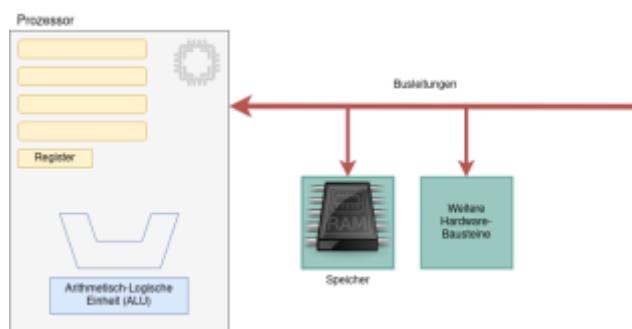 Prozessor
Busleitungen
Register
RAM
Weitere
Hardware-
Bausteine
Arithmetisch-Logische
Einheit (ALU)
Speicher